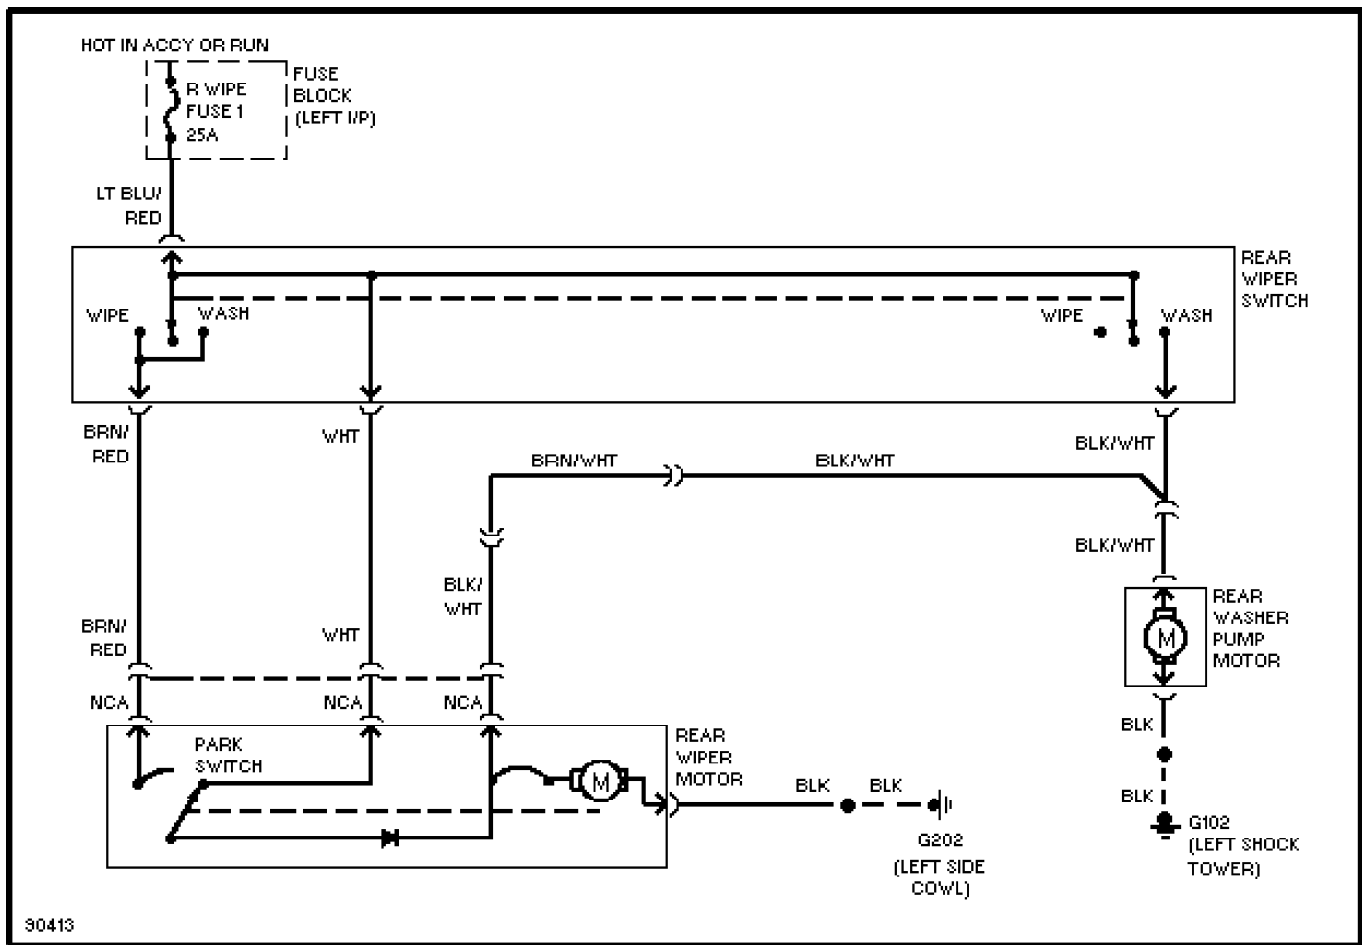 HOT IN ACCY OR RUN
R WIPE
FUSE 1
25A
FUSE
BLOCK
(LEFT I/P)
LT BLU/
RED
REAR
WIPER
SWITCH
WIPE
WASH
WIPE
WASH
BRN/
RED
WHT
BRN/WHT
BLK/WHT
BLK/WHT
BLK/WHT
BLK/
WHT
BRN/
RED
WHT
REAR
WASHER
PUMP
MOTOR
M
NCA
NCA
NCA
PARK
SWITCH
REAR
WIPER
MOTOR
M
BLK
BLK
BLK
BLK
G202
(LEFT SIDE
COWL)
G102
(LEFT SHOCK
TOWER)
90413